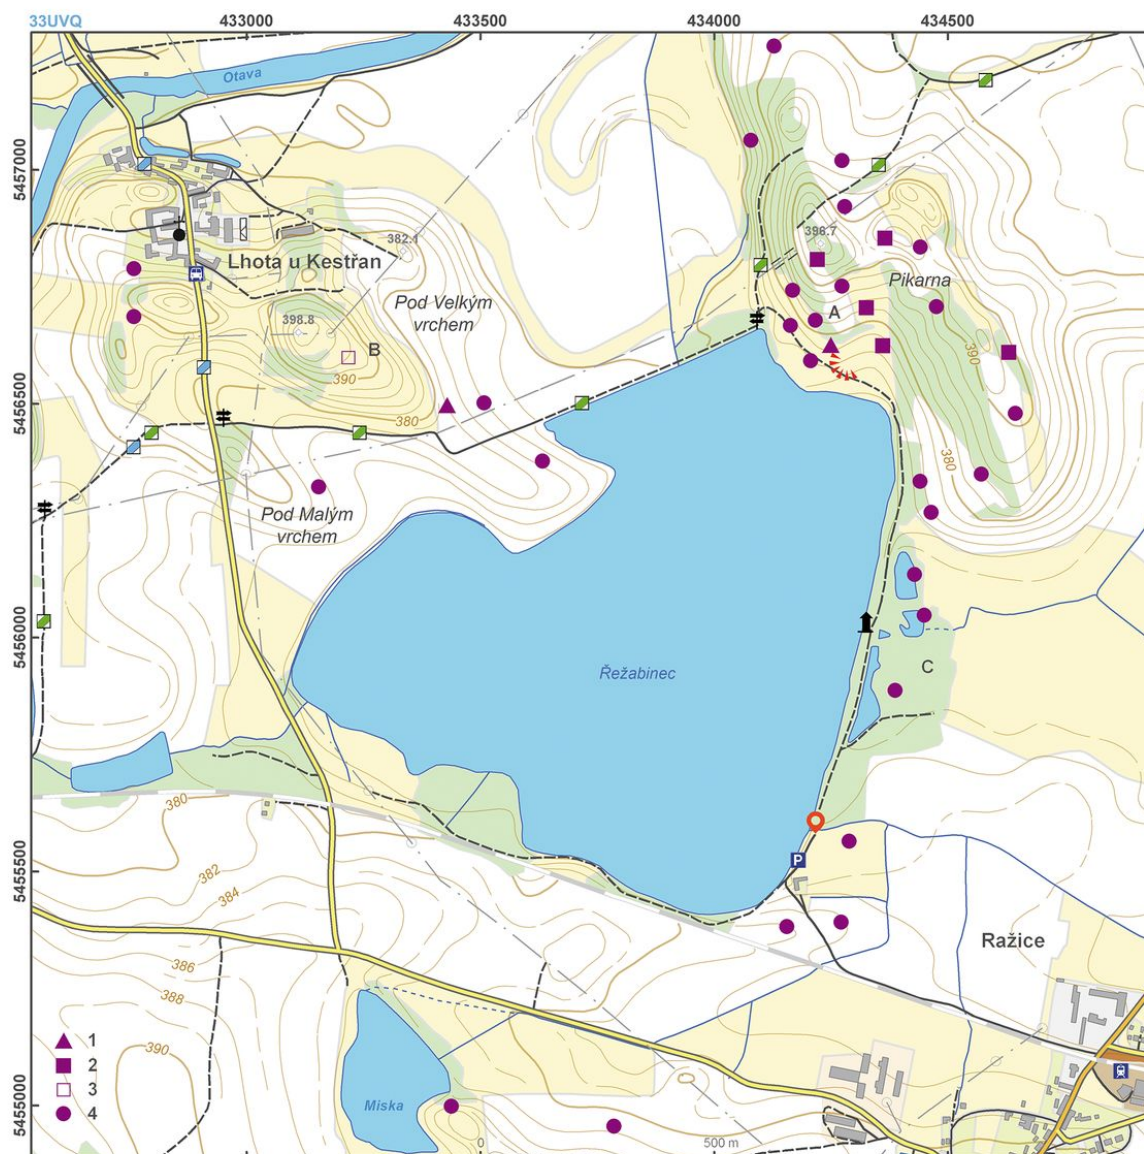 33UVQ 433000 433500 434000 434500
Otava
5457000
382.1
396.7
Lhota u Kestřan
Pikarna
Pod Velkým
vrchem
A
398.8
B
390
390
5456500
380
380
Pod Malým
vrchem
5456000
Řežabinec
C
380
P
5455500
382
384
Ražice
386
388
1
390
2
3
5455000
Miska
4
0 500 m